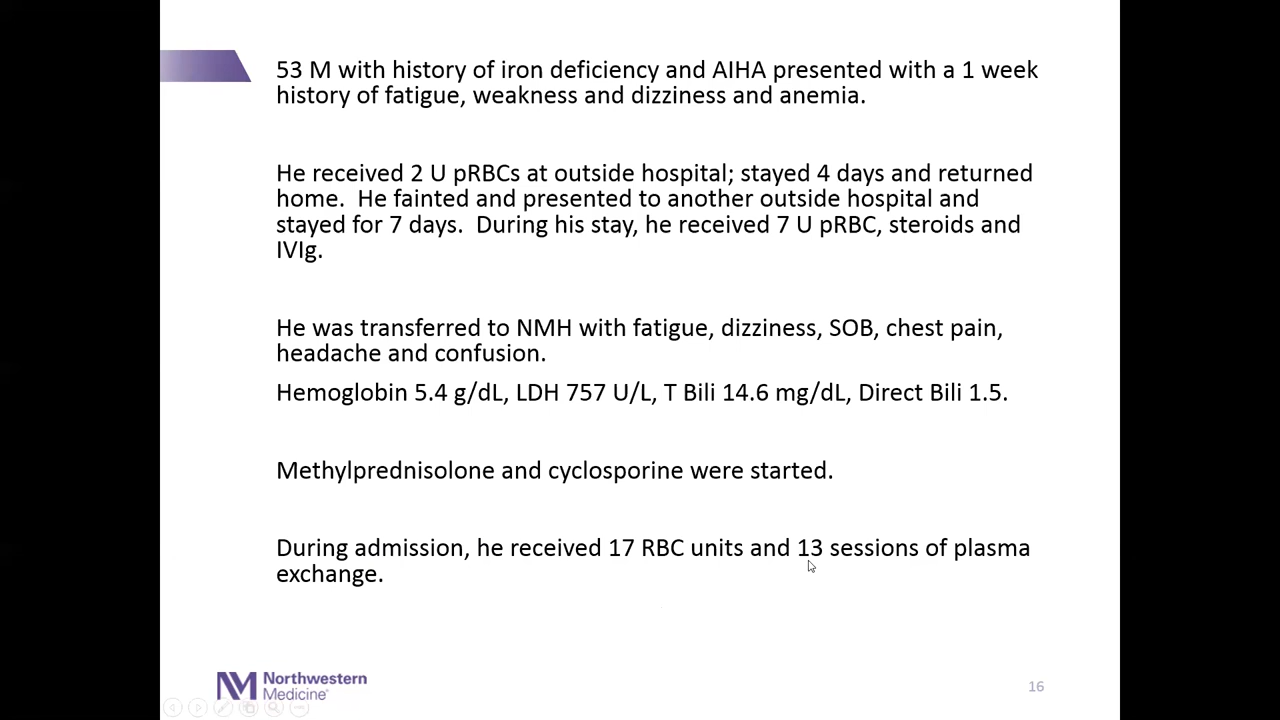 53 M with history of iron deficiency and AIHA presented with a 1 week
history of fatigue, weakness and dizziness and anemia.
He received 2 U pRBCs at outside hospital; stayed 4 days and returned
home.  He fainted and presented to another outside hospital and
stayed for 7 days.  During his stay, he received 7 U pRBC, steroids and
IVIg.
He was transferred to NMH with fatigue, dizziness, SOB, chest pain,
headache and confusion.
Hemoglobin 5.4 g/dL, LDH 757 U/L, T Bili 14.6 mg/dL, Direct Bili 1.5.
Methylprednisolone and cyclosporine were started.
During admission, he received 17 RBC units and 13 sessions of plasma
exchange.
NM Northwestern
Medicine®
16